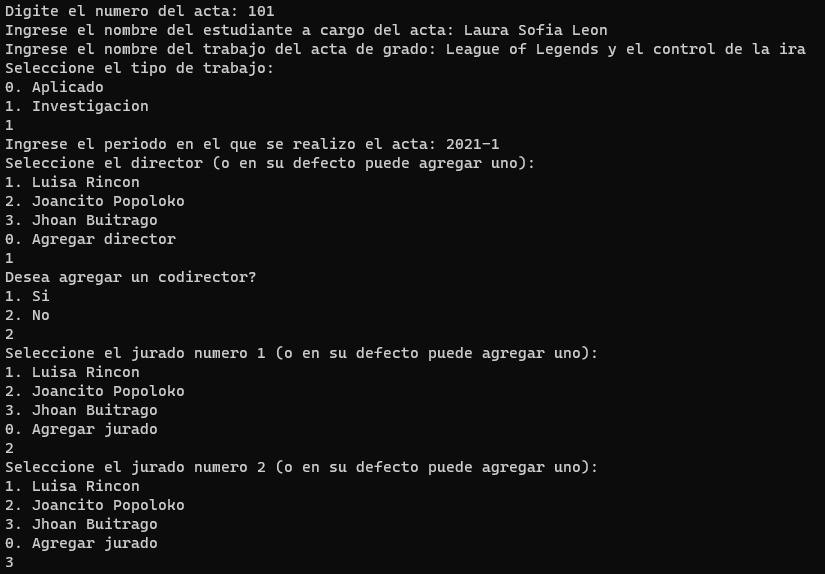 Digite el numero del acta: 101
Ingrese el nombre del estudiante a cargo del acta: Laura Sofia Leon
Ingrese el nombre del trabajo del acta de grado: League of Legends y el control de la ira
Seleccione el tipo de trabajo:
0. Aplicado
1. Investigacion
1
Ingrese el periodo en el que se realizo el acta: 2021-1
Seleccione el director (o en su defecto puede agregar uno):
1. Luisa Rincon
2. Joancito Popoloko
3. Jhoan Buitrago
0. Agregar director
1
Desea agregar un codirector?
1. Si
2. No
2
Seleccione el jurado numero 1 (o en su defecto puede agregar uno):
1. Luisa Rincon
2. Joancito Popoloko
3. Jhoan Buitrago
0. Agregar jurado
2
Seleccione el jurado numero 2 (o en su defecto puede agregar uno):
1. Luisa Rincon
2. Joancito Popoloko
3. Jhoan Buitrago
0. Agregar jurado
3